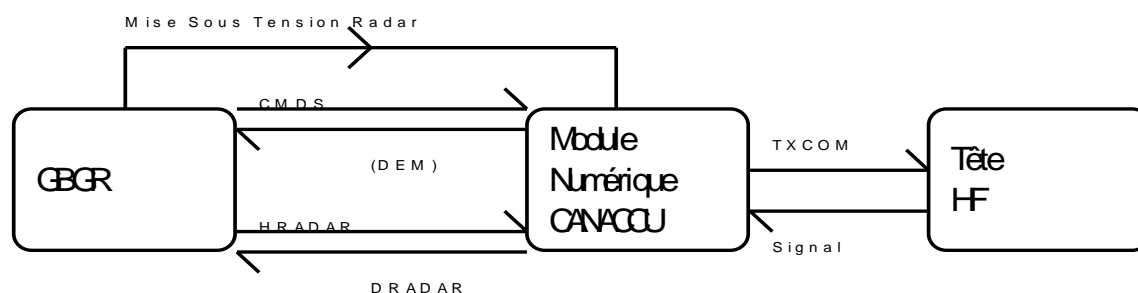 Mise Sous Tension Radar
CMDS
(DEM)
GBGR
HRADAR
DRADAR
Module
Numérique
CANACCU
TXCOM
Signal
Tête
HF